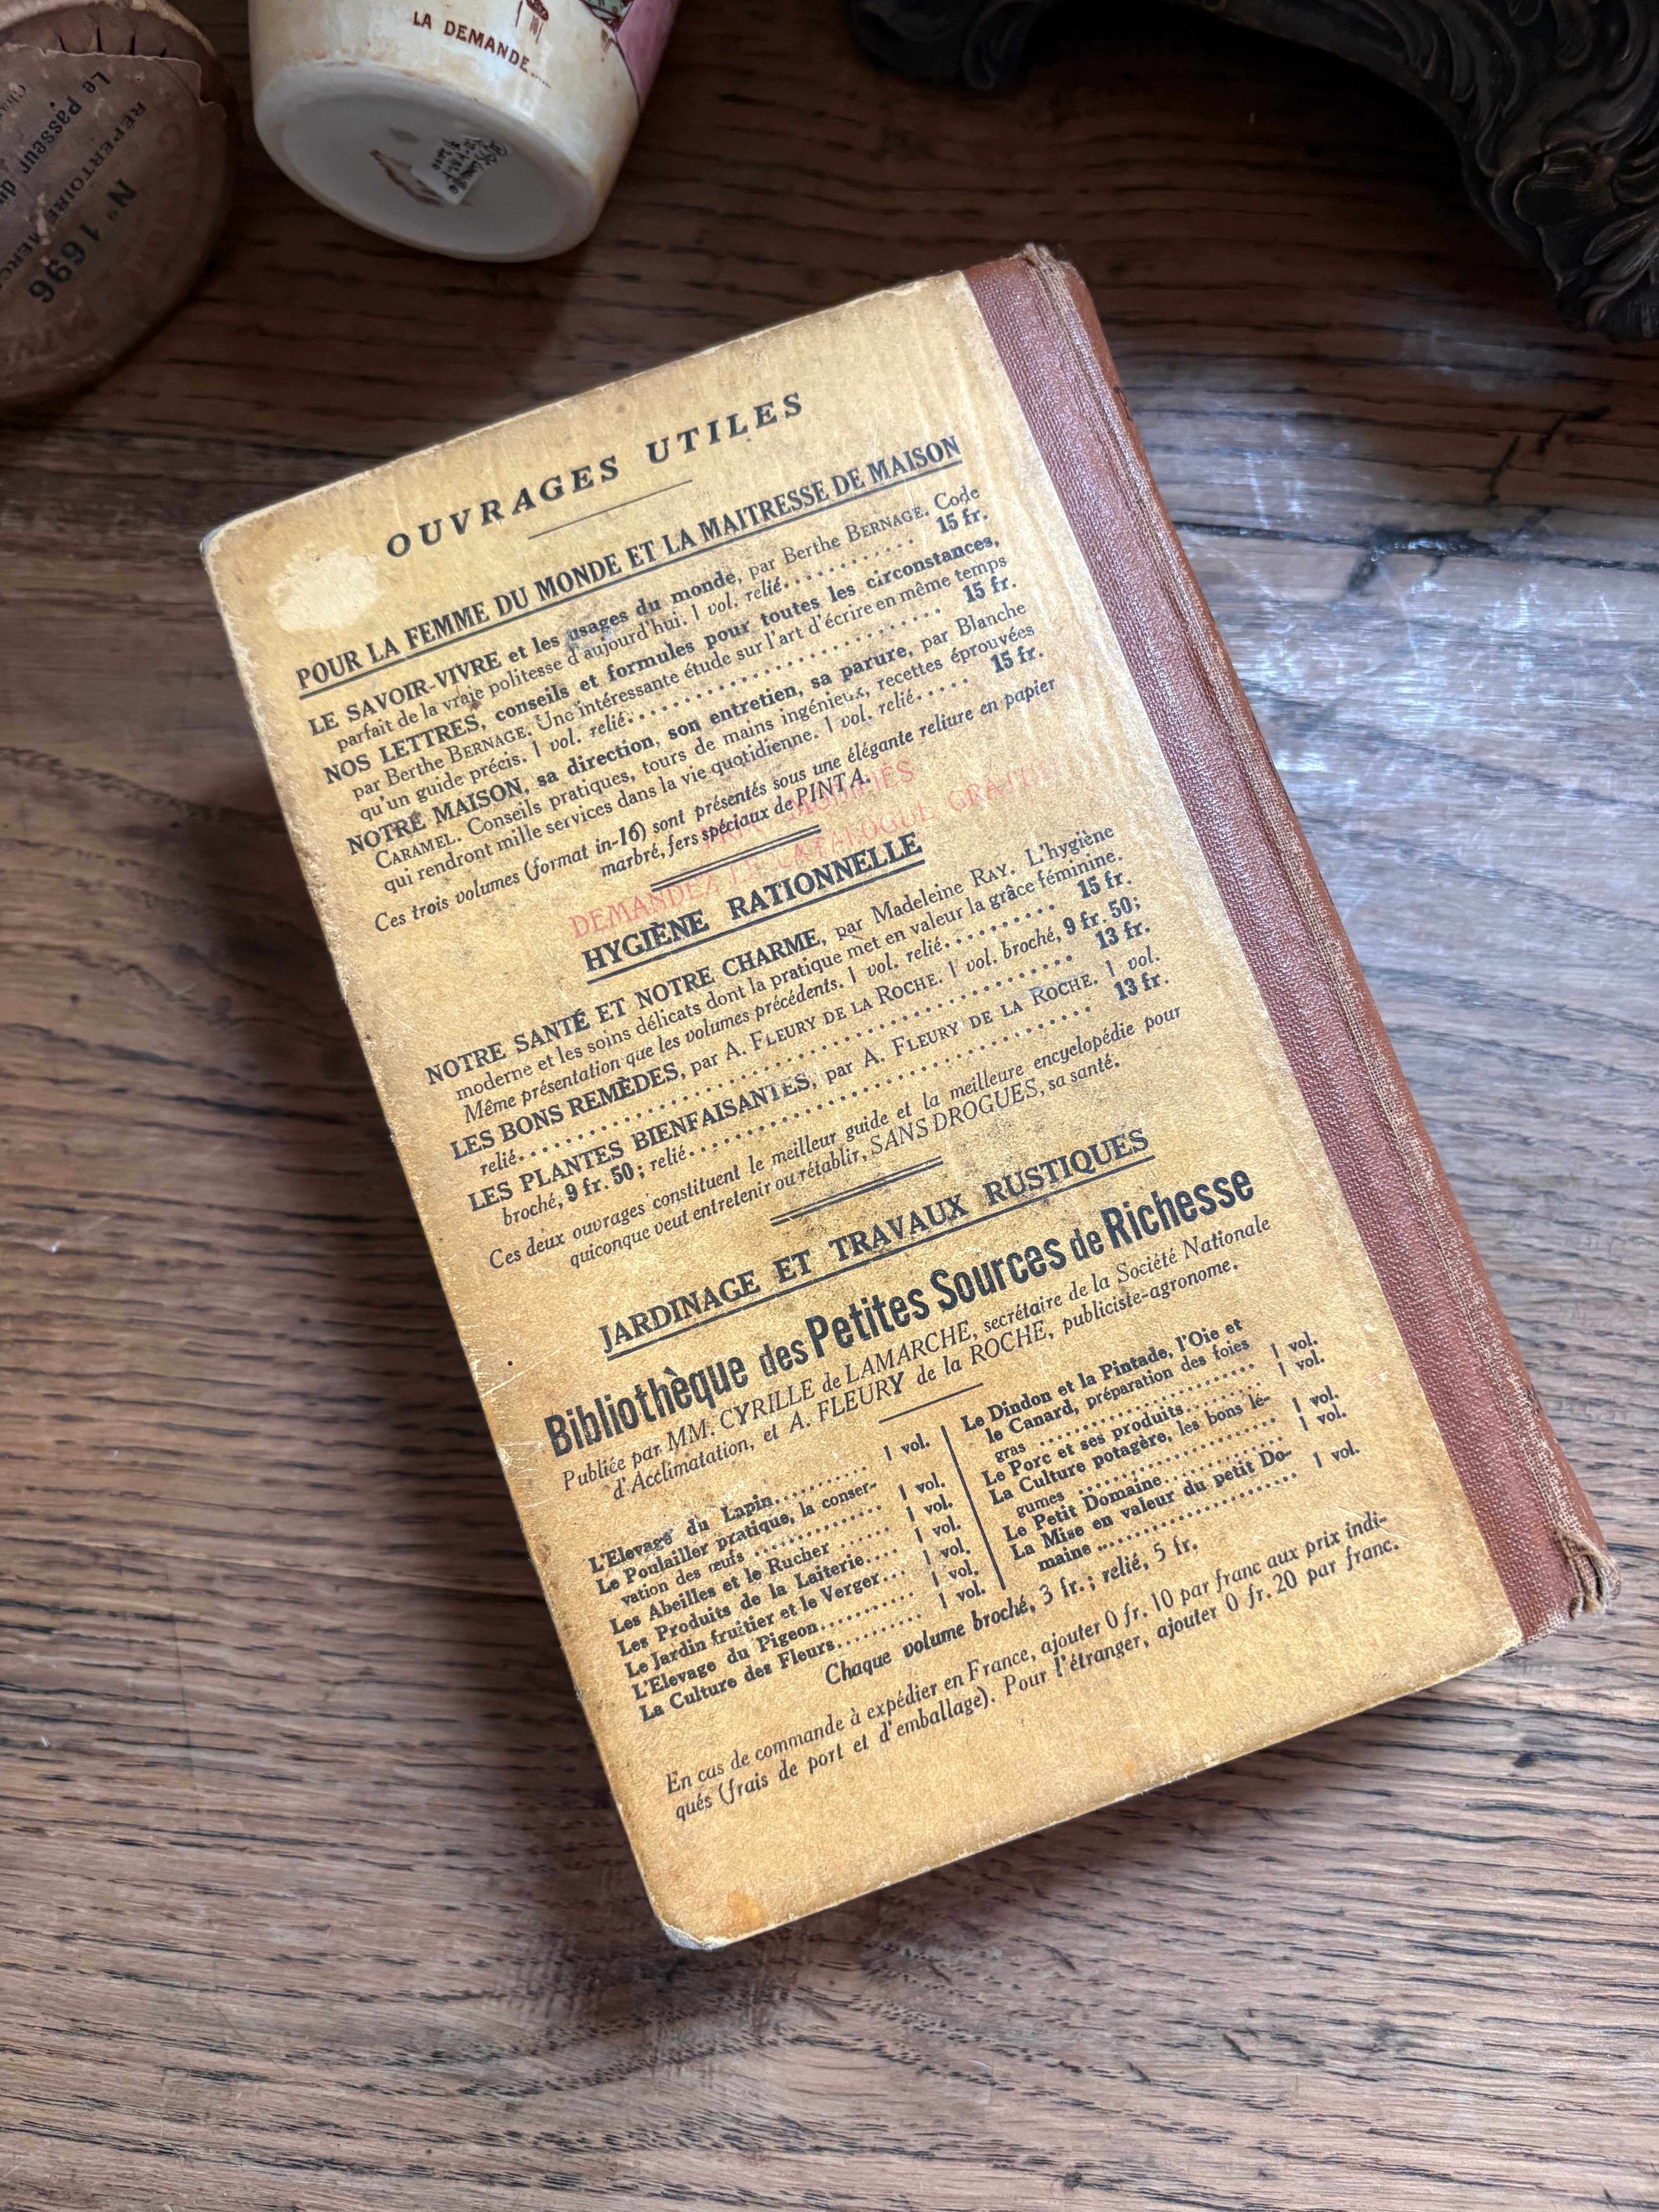 LA DEMANDE.....
Le Passeur du
REPERTOIRE
N° 1696
OUVRAGES UTILES
POUR LA FEMME DU MONDE ET LA MAITRESSE DE MAISON
LE SAVOIR-VIVRE et les usages du monde, par Berthe BERNAGE. Code
parfait de la vraie politesse d'aujourd'hui. 1 vol. relié........... 15 fr.
NOS LETTRES, conseils et formules pour toutes les circonstances,
par Berthe BERNAGE. Une intéressante étude sur l'art d'écrire en même temps
qu'un guide précis. 1 vol. relié.......................... 15 fr.
NOTRE MAISON, sa direction, son entretien, sa parure, par Blanche
CARAMEL. Conseils pratiques, tours de mains ingénieux, recettes éprouvées
qui rendront mille services dans la vie quotidienne. 1 vol. relié..... 15 fr.
Ces trois volumes (format in-16) sont présentés sous une élégante reliure en papier
marbré, fers spéciaux de PINTA.
MODIFIÉS
DEMANDEZ LE CATALOGUE GRATUIT
HYGIÈNE RATIONNELLE
NOTRE SANTÉ ET NOTRE CHARME, par Madeleine RAY. L'hygiène
moderne et les soins délicats dont la pratique met en valeur la grâce féminine.
Même présentation que les volumes précédents. 1 vol. relié.......... 15 fr.
LES BONS REMÈDES, par A. FLEURY DE LA ROCHE. 1 vol. broché, 9 fr. 50;
relié............................................. 13 fr.
LES PLANTES BIENFAISANTES, par A. FLEURY DE LA ROCHE. 1 vol.
broché, 9 fr. 50; relié.................................. 13 fr.
Ces deux ouvrages constituent le meilleur guide et la meilleure encyclopédie pour
quiconque veut entretenir ou rétablir, SANS DROGUES, sa santé.
JARDINAGE ET TRAVAUX RUSTIQUES
Bibliothèque des Petites Sources de Richesse
Publiée par MM. CYRILLE de LAMARCHE, secrétaire de la Société Nationale
d'Acclimatation, et A. FLEURY de la ROCHE, publiciste-agronome.
L'Elevage du Lapin.......... 1 vol.
Le Poulailler pratique, la conser-
vation des œufs ............. 1 vol.
Les Abeilles et le Rucher ..... 1 vol.
Les Produits de la Laiterie.... 1 vol.
Le Jardin fruitier et le Verger... 1 vol.
L'Elevage du Pigeon.......... 1 vol.
La Culture des Fleurs......... 1 vol.
Le Dindon et la Pintade, l'Oie et
le Canard, préparation des foies
gras ..................... 1 vol.
Le Porc et ses produits........ 1 vol.
La Culture potagère, les bons lé-
gumes .................... 1 vol.
Le Petit Domaine............ 1 vol.
La Mise en valeur du petit Do-
maine ..................... 1 vol.
Chaque volume broché, 3 fr.; relié, 5 fr.
En cas de commande à expédier en France, ajouter 0 fr. 10 par franc aux prix indi-
qués (frais de port et d'emballage). Pour l'étranger, ajouter 0 fr. 20 par franc.